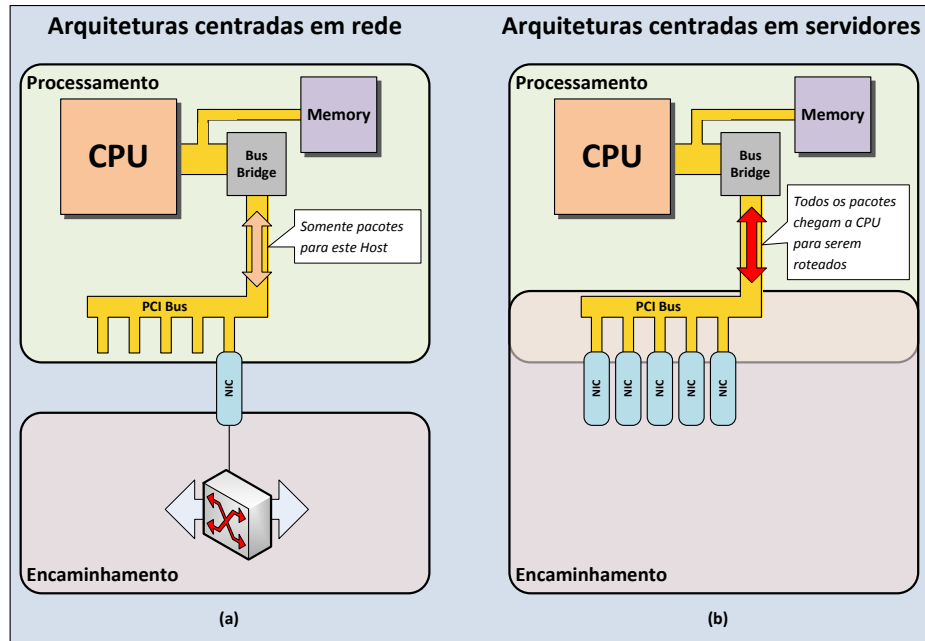 Arquiteturas centradas em rede
Processamento
CPU
Memory
Bus
Bridge
Somente pacotes
para este Host
PCI Bus
NIC
Encaminhamento
(a)
Arquiteturas centradas em servidores
Processamento
CPU
Memory
Bus
Bridge
Todos os pacotes
chegam a CPU
para serem
roteados
PCI Bus
NIC
NIC
NIC
NIC
NIC
Encaminhamento
(b)